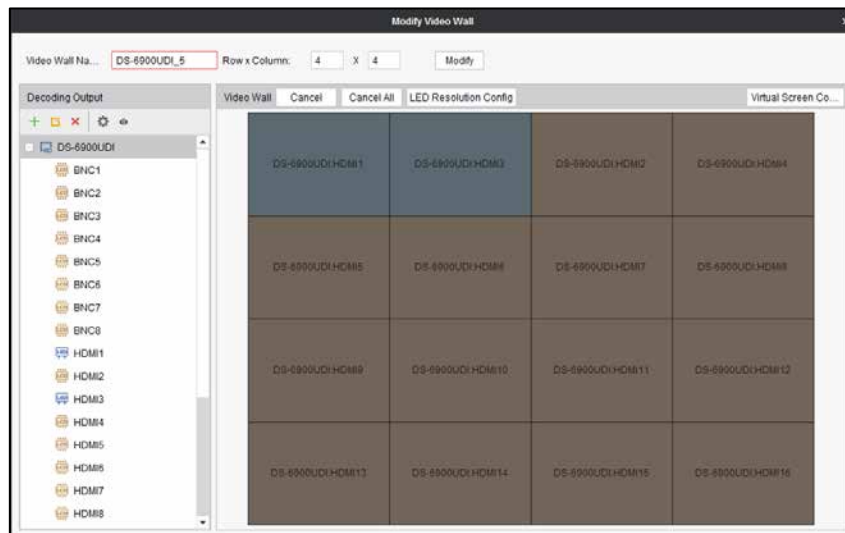 Modify Video Wall
Video Wall Na... DS-6900UDI_5 Row x Column: 4 X 4 Modify
Decoding Output
Video Wall Cancel Cancel All LED Resolution Config Virtual Screen Co...
DS-6900UDI
BNC1
BNC2
BNC3
BNC4
BNC5
BNC6
BNC7
BNC8
HDMI1
HDMI2
HDMI3
HDMI4
HDMI5
HDMI6
HDMI7
HDMI8
DS-6900UDI:HDMI1 DS-6900UDI:HDMI3 DS-6900UDI:HDMI2 DS-6900UDI:HDMI4
DS-6900UDI:HDMI5 DS-6900UDI:HDMI6 DS-6900UDI:HDMI7 DS-6900UDI:HDMI8
DS-6900UDI:HDMI9 DS-6900UDI:HDMI10 DS-6900UDI:HDMI11 DS-6900UDI:HDMI12
DS-6900UDI:HDMI13 DS-6900UDI:HDMI14 DS-6900UDI:HDMI15 DS-6900UDI:HDMI16